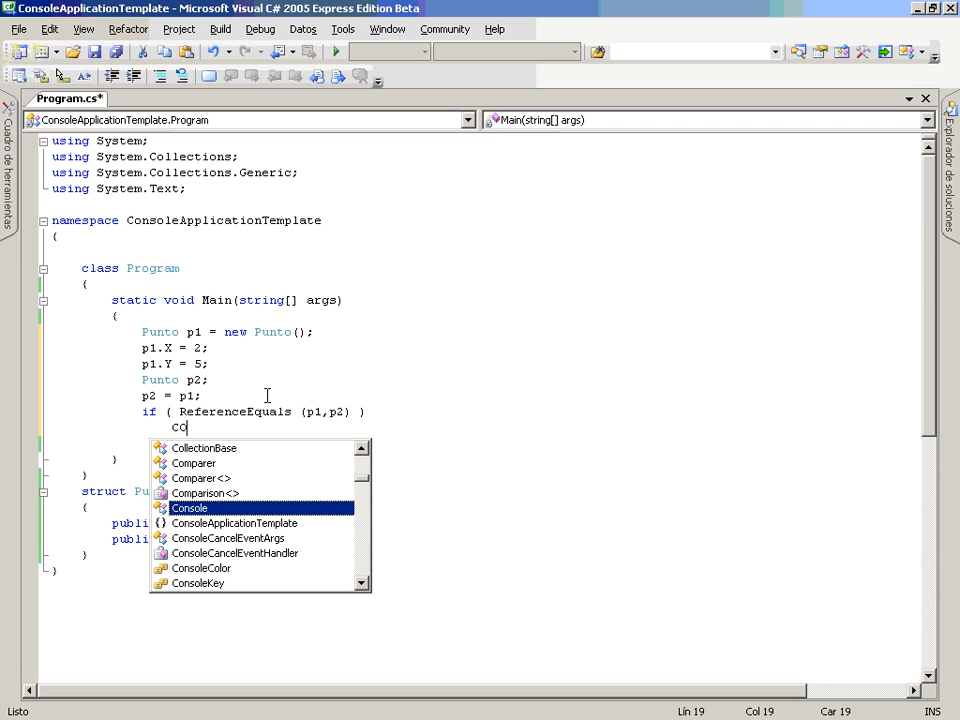 ConsoleApplicationTemplate - Microsoft Visual C# 2005 Express Edition Beta
File Edit View Refactor Project Build Debug Datos Tools Window Community Help
Program.cs*
ConsoleApplicationTemplate.Program
Main(string[] args)
Cuadro de herramientas
Explorador de soluciones
using System;
using System.Collections;
using System.Collections.Generic;
using System.Text;
namespace ConsoleApplicationTemplate
{
class Program
{
static void Main(string[] args)
{
Punto p1 = new Punto();
p1.X = 2;
p1.Y = 5;
Punto p2;
p2 = p1;
if ( ReferenceEquals (p1,p2) )
CO
CollectionBase
Comparer
Comparer<>
Comparison<>
Console
ConsoleApplicationTemplate
ConsoleCancelEventArgs
ConsoleCancelEventHandler
ConsoleColor
ConsoleKey
}
}
struct Pu
{
publi
publi
}
}
Listo
Lín 19 Col 19 Car 19 INS